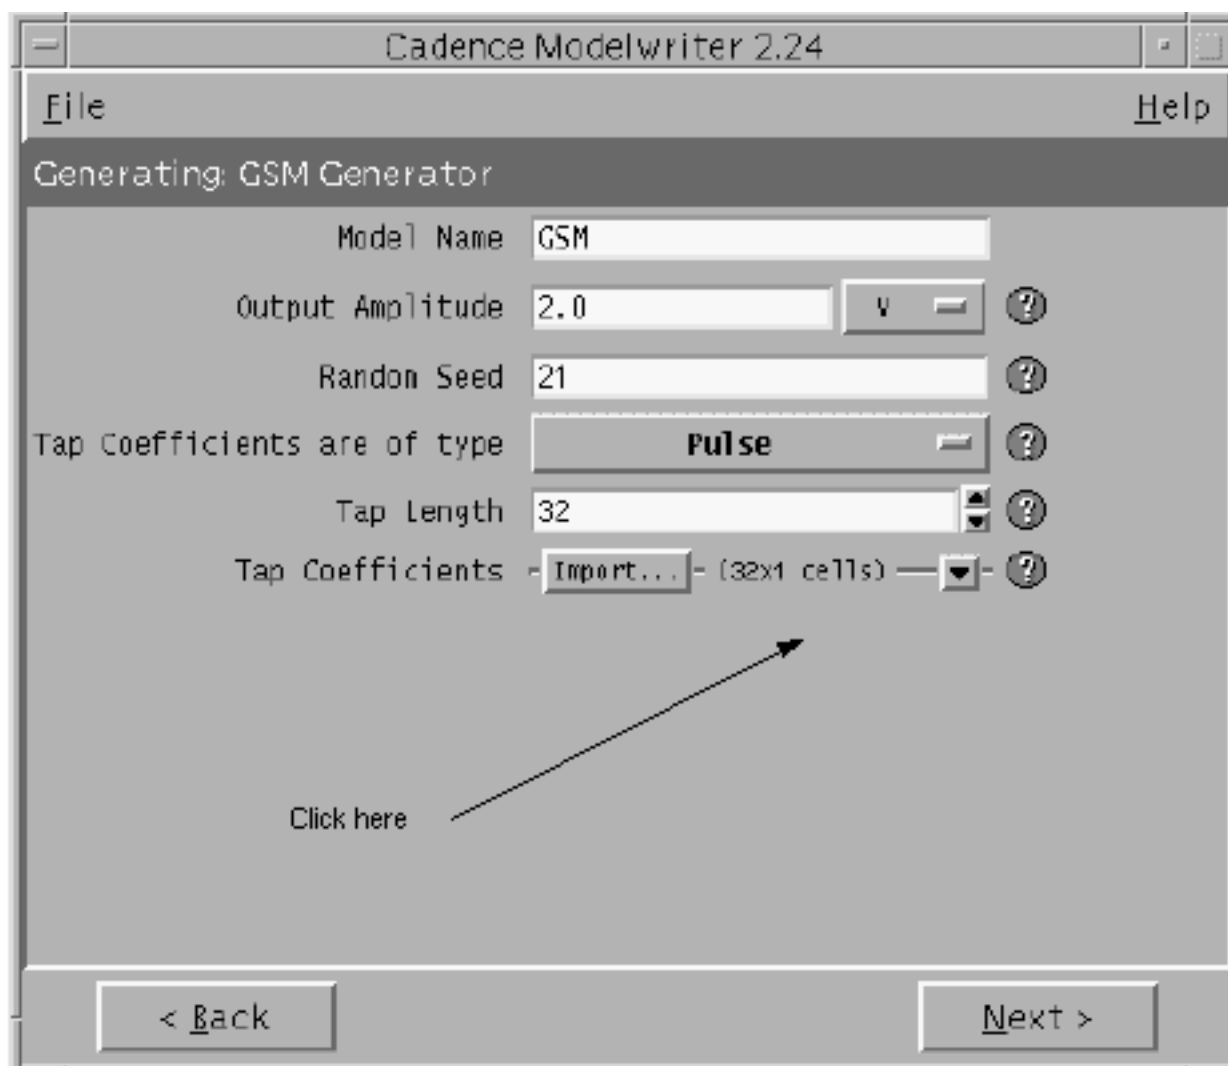 Cadence Modelwriter 2.24
File Help
Generating: GSM Generator
Model Name GSM
Output Amplitude 2.0 V ?
Random Seed 21 ?
Tap Coefficients are of type Pulse ?
Tap Length 32 ?
Tap Coefficients Import... (32x1 cells) ?
Click here
< Back Next >